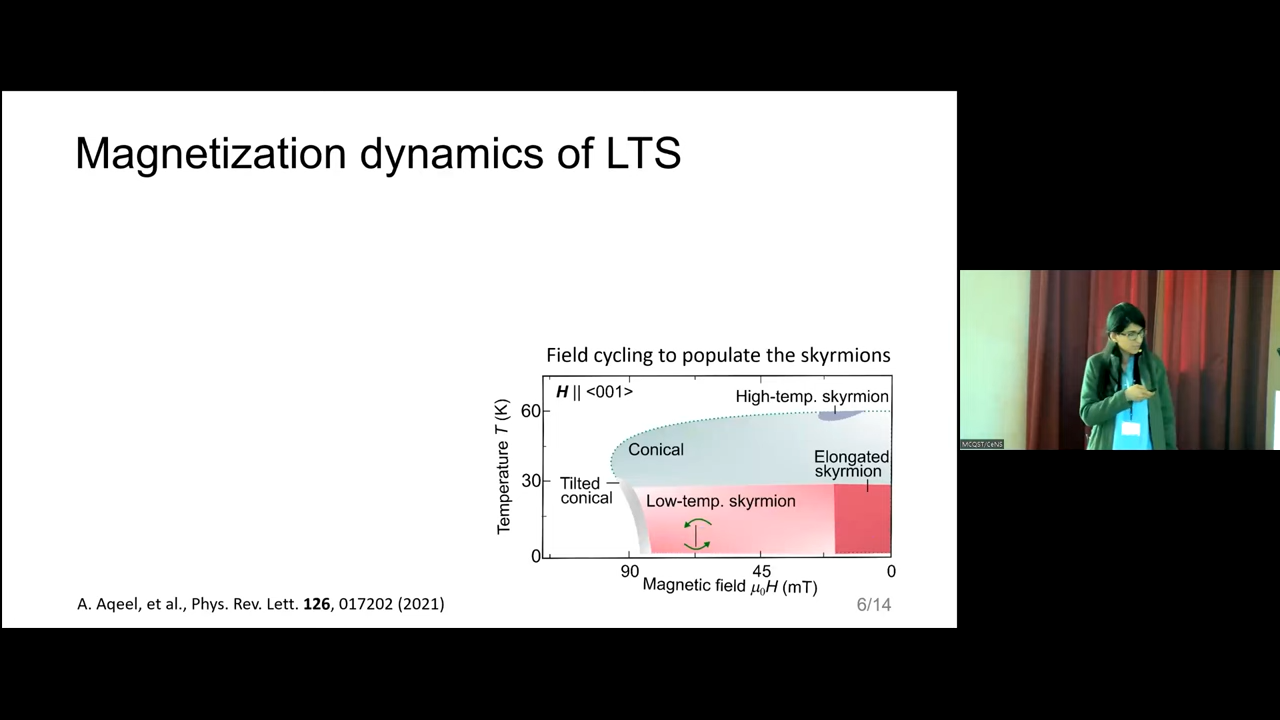 Magnetization dynamics of LTS
Field cycling to populate the skyrmions
H || <001>
High-temp. skyrmion
60
Conical
Elongated
skyrmion
30
Tilted
conical
Low-temp. skyrmion
Temperature T (K)
0
90
45
0
Magnetic field μ₀H (mT)
A. Aqeel, et al., Phys. Rev. Lett. 126, 017202 (2021)
6/14
MCQST/CeNS